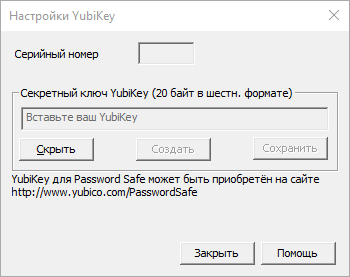 Настройки YubiKey
Серийный номер
Секретный ключ YubiKey (20 байт в шестн. формате)
Вставьте ваш YubiKey
Скрыть Создать Сохранить
YubiKey для Password Safe может быть приобретён на сайте
http://www.yubico.com/PasswordSafe
Закрыть Помощь